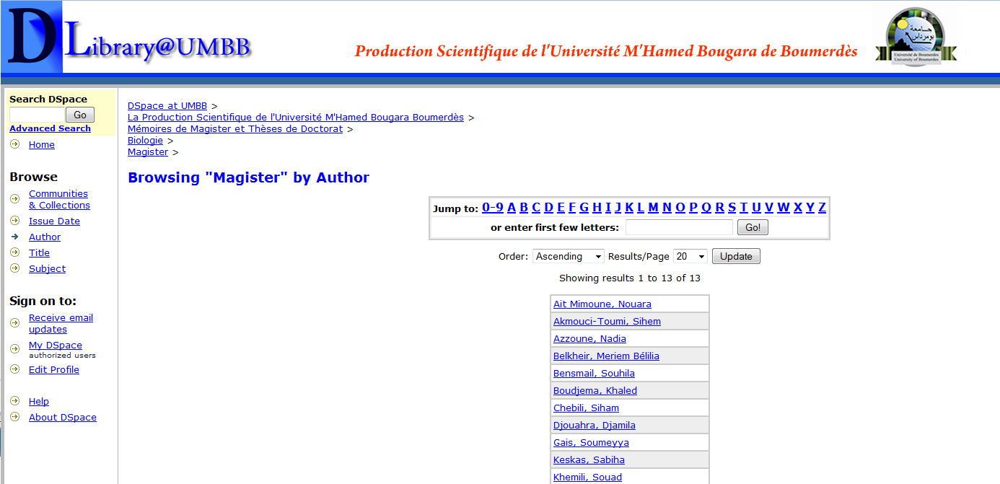 DLibrary@UMBB
Production Scientifique de l'Université M'Hamed Bougara de Boumerdès
جامعة
بومرداس
Université de Boumerdes
University of Boumerdes
Search DSpace
Go
Advanced Search
Home
Browse
Communities
& Collections
Issue Date
Author
Title
Subject
Sign on to:
Receive email
updates
My DSpace
authorized users
Edit Profile
Help
About DSpace
DSpace at UMBB >
La Production Scientifique de l'Université M'Hamed Bougara Boumerdès >
Mémoires de Magister et Thèses de Doctorat >
Biologie >
Magister >
Browsing "Magister" by Author
Jump to: 0-9 A B C D E F G H I J K L M N O P Q R S T U V W X Y Z
or enter first few letters: Go!
Order: Ascending Results/Page 20 Update
Showing results 1 to 13 of 13
Ait Mimoune, Nouara
Akmouci-Toumi, Sihem
Azzoune, Nadia
Belkheir, Meriem Bélilia
Bensmail, Souhila
Boudjema, Khaled
Chebili, Siham
Djouahra, Djamila
Gais, Soumeyya
Keskas, Sabiha
Khemili, Souad